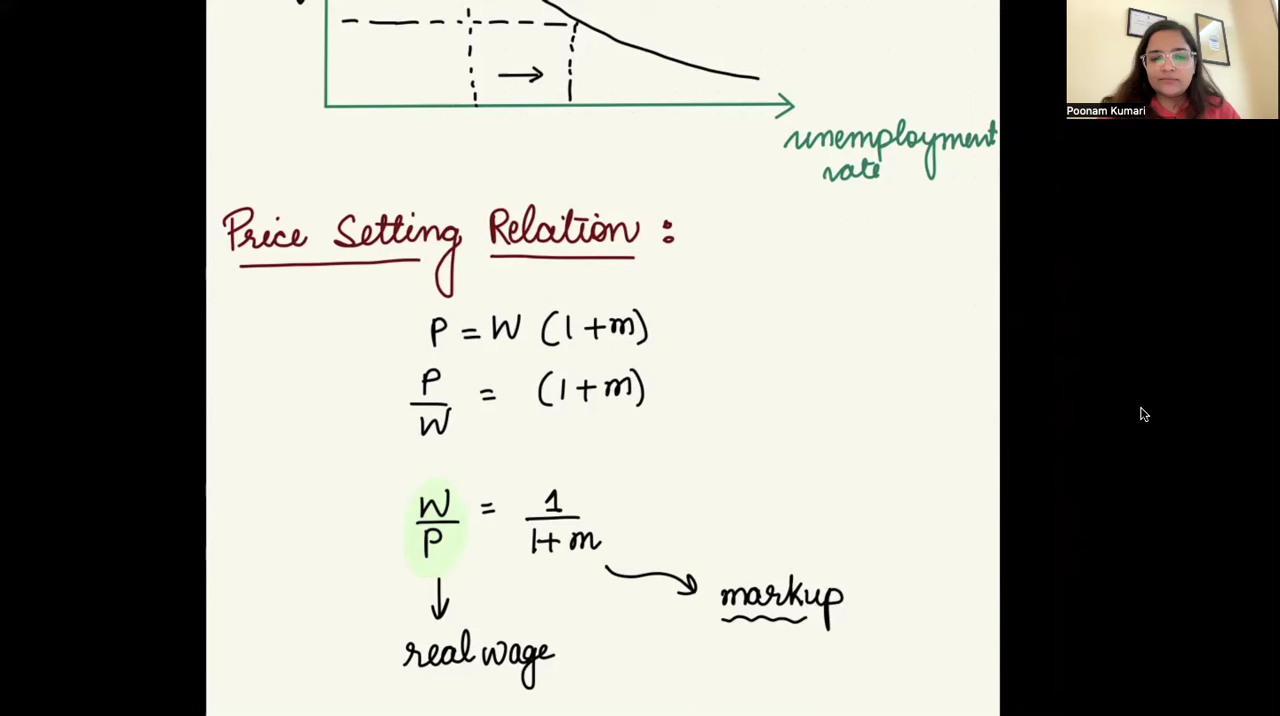 Poonam Kumari
unemployment
rate
Price Setting Relation :
P = W (1+m)
P/W = (1+m)
W/P = 1/1+m
markup
real wage